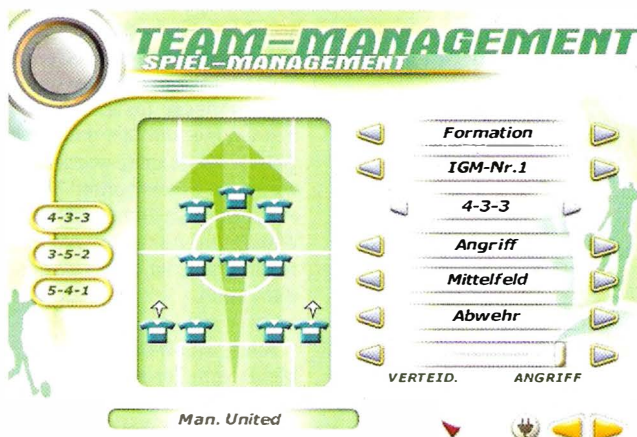 TEAM-MANAGEMENT
SPIEL-MANAGEMENT
Formation
IGM-Nr.1
4-3-3
4-3-3
Angriff
3-5-2
Mittelfeld
5-4-1
Abwehr
VERTEID. ANGRIFF
Man. United